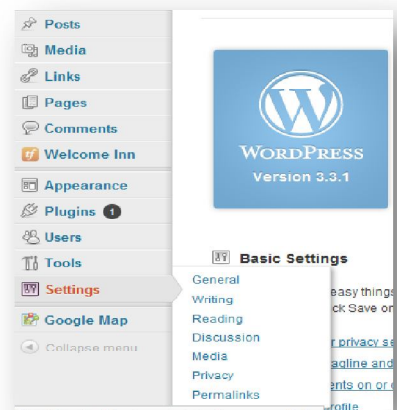 Posts
Media
Links
Pages
Comments
Welcome Inn
Appearance
Plugins 1
Users
Tools
Settings
Google Map
Collapse menu
General
Writing
Reading
Discussion
Media
Privacy
Permalinks
WORDPRESS
Version 3.3.1
Basic Settings
easy things
ck Save or
r privacy se
agline and
ents on or
rofile